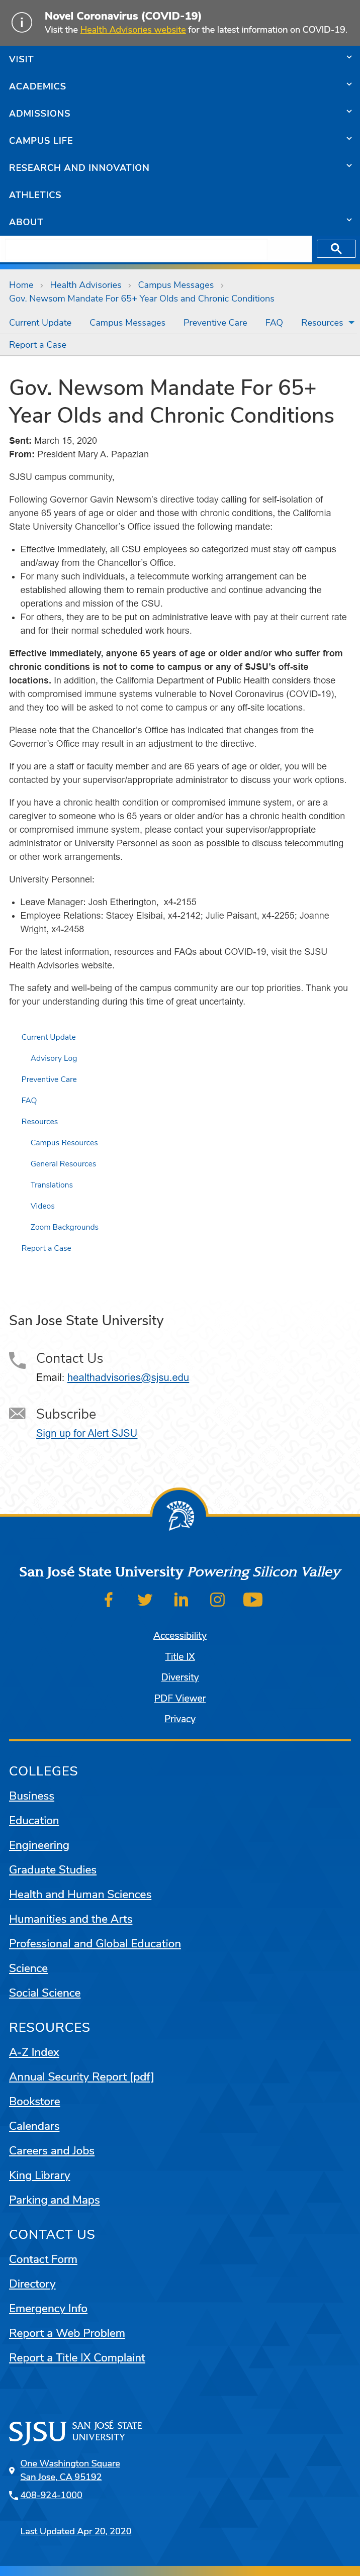 Novel Coronavirus (COVID-19)
Visit the Health Advisories website for the latest information on COVID-19.
VISIT
ACADEMICS
ADMISSIONS
CAMPUS LIFE
RESEARCH AND INNOVATION
ATHLETICS
ABOUT
Home › Health Advisories › Campus Messages ›
Gov. Newsom Mandate For 65+ Year Olds and Chronic Conditions
Current Update Campus Messages Preventive Care FAQ Resources
Report a Case
Gov. Newsom Mandate For 65+
Year Olds and Chronic Conditions
Sent: March 15, 2020
From: President Mary A. Papazian
SJSU campus community,
Following Governor Gavin Newsom's directive today calling for self-isolation of
anyone 65 years of age or older and those with chronic conditions, the California
State University Chancellor's Office issued the following mandate:
• Effective immediately, all CSU employees so categorized must stay off campus
and/away from the Chancellor's Office.
• For many such individuals, a telecommute working arrangement can be
established allowing them to remain productive and continue advancing the
operations and mission of the CSU.
• For others, they are to be put on administrative leave with pay at their current rate
and for their normal scheduled work hours.
Effective immediately, anyone 65 years of age or older and/or who suffer from
chronic conditions is not to come to campus or any of SJSU's off-site
locations. In addition, the California Department of Public Health considers those
with compromised immune systems vulnerable to Novel Coronavirus (COVID-19),
and they too will be asked to not come to campus or any off-site locations.
Please note that the Chancellor's Office has indicated that changes from the
Governor's Office may result in an adjustment to the directive.
If you are a staff or faculty member and are 65 years of age or older, you will be
contacted by your supervisor/appropriate administrator to discuss your work options.
If you have a chronic health condition or compromised immune system, or are a
caregiver to someone who is 65 years or older and/or has a chronic health condition
or compromised immune system, please contact your supervisor/appropriate
administrator or University Personnel as soon as possible to discuss telecommuting
or other work arrangements.
University Personnel:
• Leave Manager: Josh Etherington, x4-2155
• Employee Relations: Stacey Elsibai, x4-2142; Julie Paisant, x4-2255; Joanne
Wright, x4-2458
For the latest information, resources and FAQs about COVID-19, visit the SJSU
Health Advisories website.
The safety and well-being of the campus community are our top priorities. Thank you
for your understanding during this time of great uncertainty.
Current Update
Advisory Log
Preventive Care
FAQ
Resources
Campus Resources
General Resources
Translations
Videos
Zoom Backgrounds
Report a Case
San Jose State University
Contact Us
Email: healthadvisories@sjsu.edu
Subscribe
Sign up for Alert SJSU
San José State University Powering Silicon Valley
Accessibility
Title IX
Diversity
PDF Viewer
Privacy
COLLEGES
Business
Education
Engineering
Graduate Studies
Health and Human Sciences
Humanities and the Arts
Professional and Global Education
Science
Social Science
RESOURCES
A-Z Index
Annual Security Report [pdf]
Bookstore
Calendars
Careers and Jobs
King Library
Parking and Maps
CONTACT US
Contact Form
Directory
Emergency Info
Report a Web Problem
Report a Title IX Complaint
SJSU SAN JOSÉ STATE
UNIVERSITY
One Washington Square
San Jose, CA 95192
408-924-1000
Last Updated Apr 20, 2020